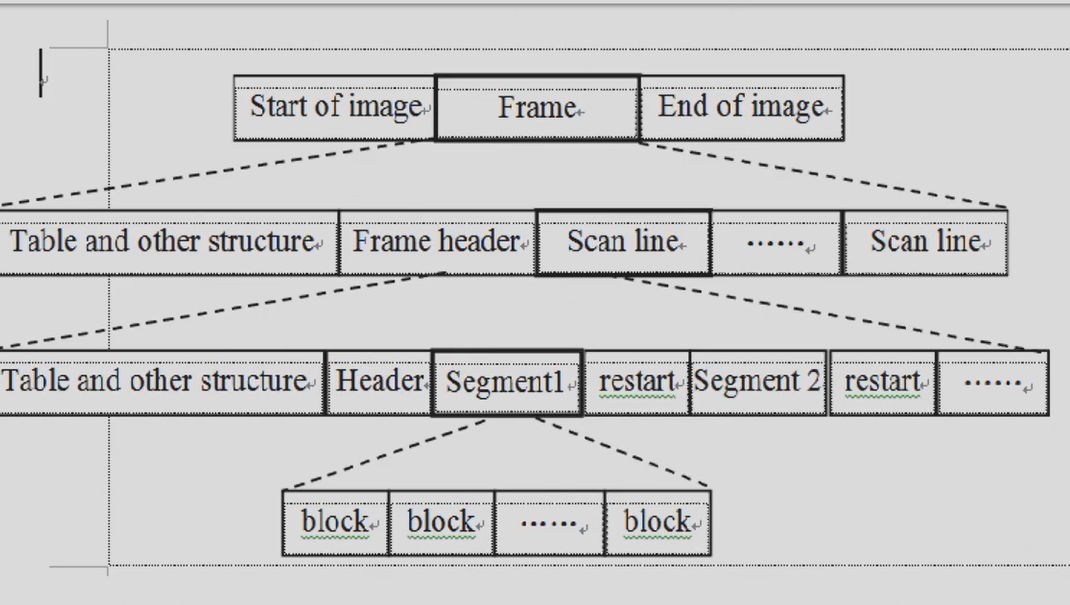 Start of image Frame End of image
Table and other structure Frame header Scan line ...... Scan line
Table and other structure Header Segment1 restart Segment 2 restart ......
block block ...... block